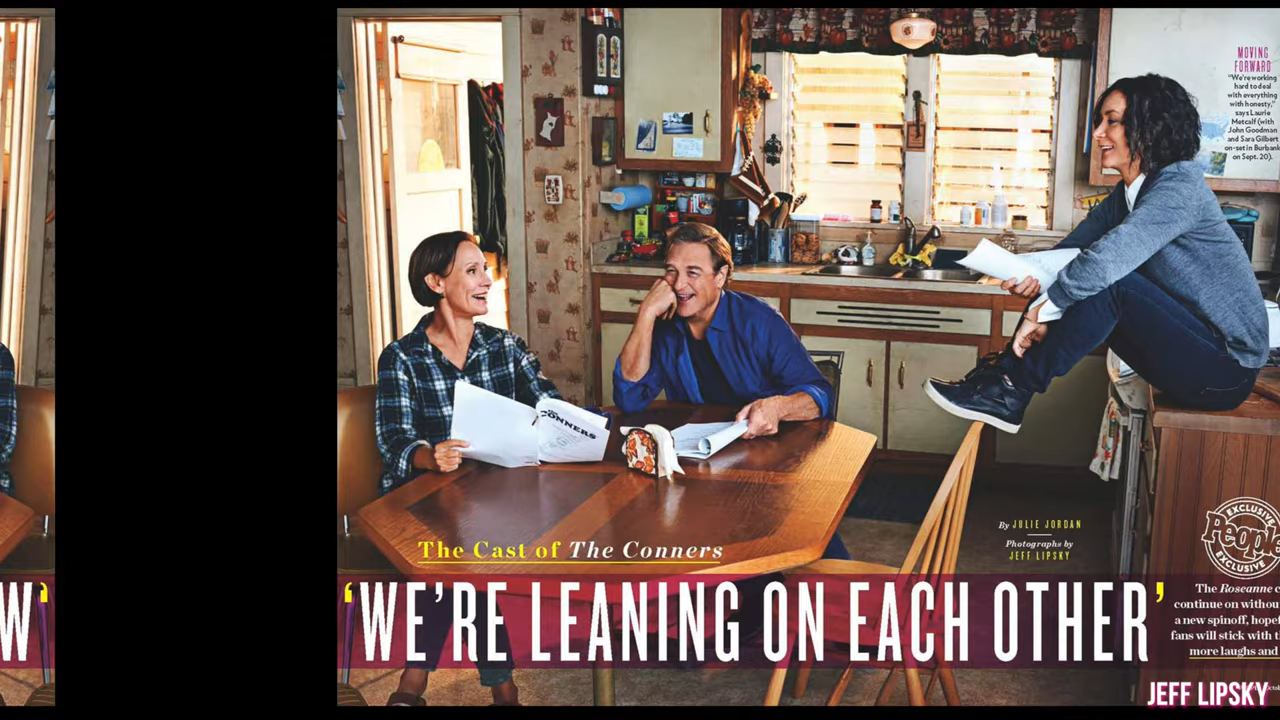 MOVING
FORWARD
"We're working
hard to deal
with everything
with honesty,"
says Laurie
Metcalf (with
John Goodman
and Sara Gilbert
on-set in Burbank
on Sept. 20).
CONNERS
By JULIE JORDAN
Photographs by
JEFF LIPSKY
The Cast of The Conners
EXCLUSIVE
People
EXCLUSIVE
W'
'WE'RE LEANING ON EACH OTHER'
The Roseanne
continue on
a new spinoff,
fans will stick with
more laughs and
JEFF LIPSKY